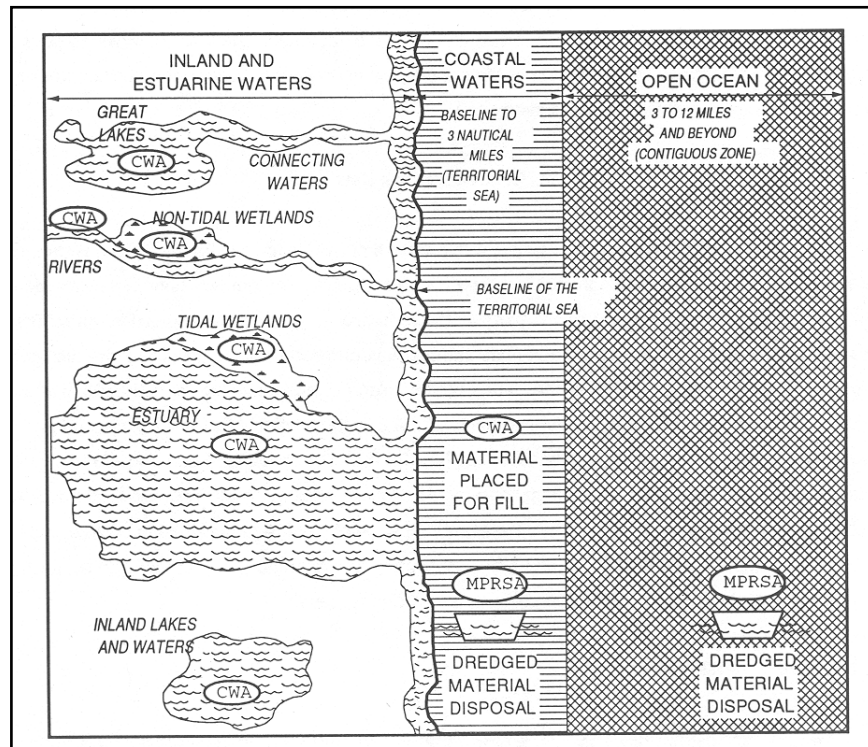 INLAND AND
ESTUARINE WATERS
COASTAL
WATERS
OPEN OCEAN
GREAT
LAKES
CWA
CONNECTING
WATERS
BASELINE TO
3 NAUTICAL
MILES
(TERRITORIAL
SEA)
3 TO 12 MILES
AND BEYOND
(CONTIGUOUS ZONE)
CWA
NON-TIDAL WETLANDS
CWA
RIVERS
BASELINE OF THE
TERRITORIAL SEA
TIDAL WETLANDS
CWA
ESTUARY
CWA
CWA
MATERIAL
PLACED
FOR FILL
MPRSA
DREDGED
MATERIAL
DISPOSAL
MPRSA
DREDGED
MATERIAL
DISPOSAL
INLAND LAKES
AND WATERS
CWA